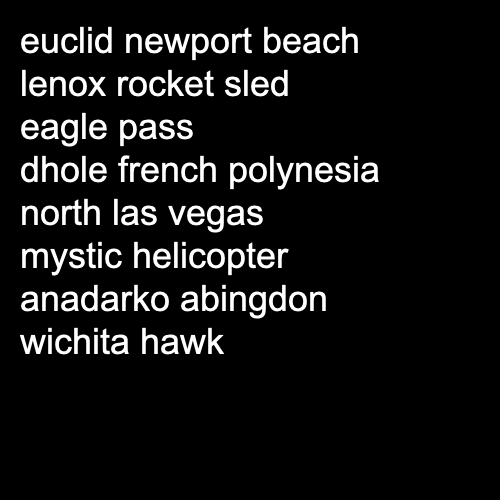 euclid newport beach
lenox rocket sled
eagle pass
dhole french polynesia
north las vegas
mystic helicopter
anadarko abingdon
wichita hawk